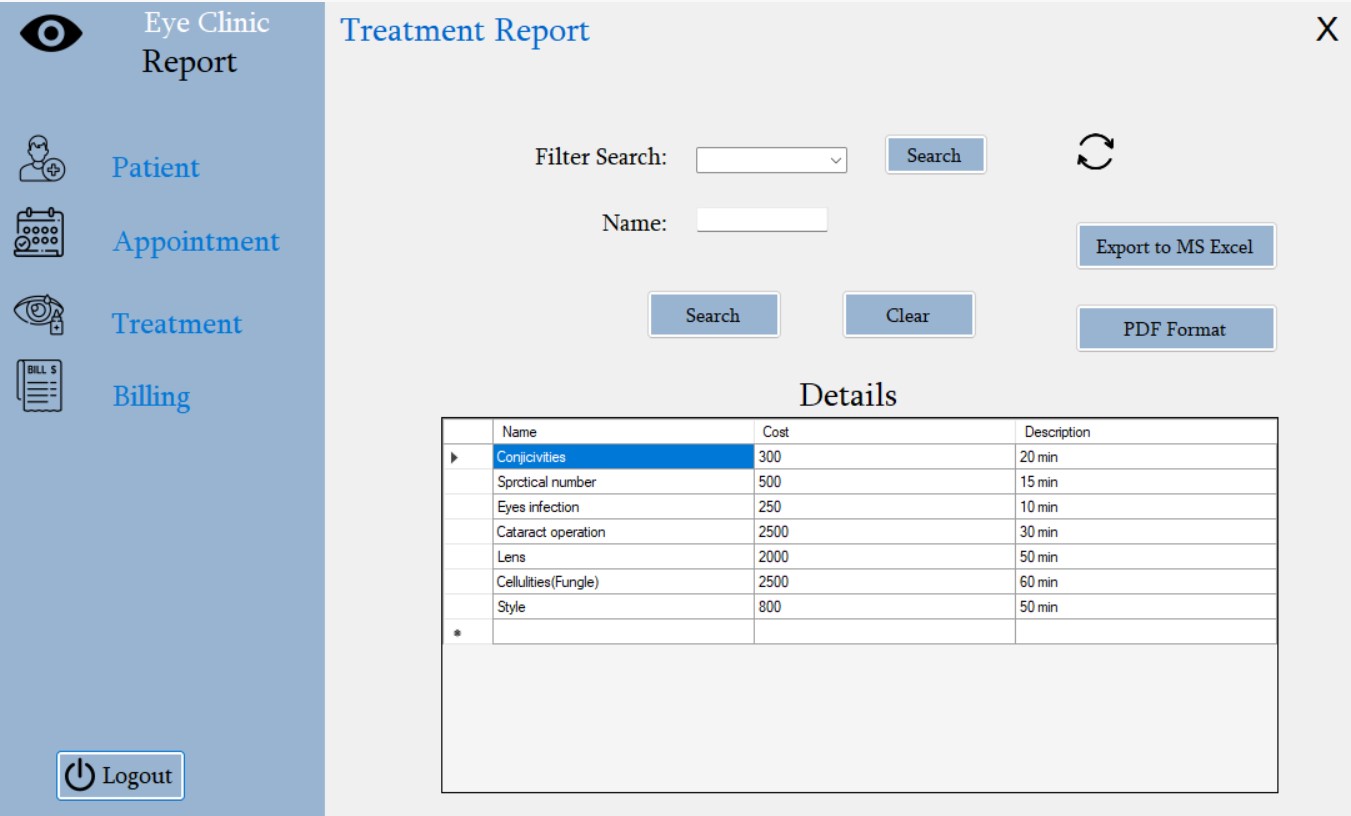 Eye Clinic
Report
Treatment Report
X
Patient
Appointment
Treatment
BILL $
Billing
Logout
Filter Search:
Search
Name:
Export to MS Excel
Search
Clear
PDF Format
Details
Name Cost Description
Conjicivities 300 20 min
Sprctical number 500 15 min
Eyes infection 250 10 min
Cataract operation 2500 30 min
Lens 2000 50 min
Cellulities(Fungle) 2500 60 min
Style 800 50 min